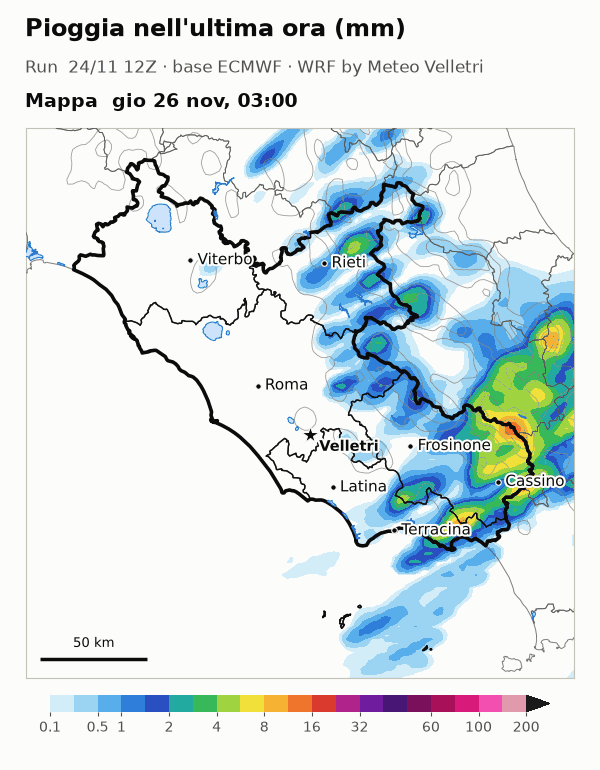 Pioggia nell'ultima ora (mm)
Run  24/11 12Z · base ECMWF · WRF by Meteo Velletri
Mappa  gio 26 nov, 03:00
Viterbo
Rieti
Roma
Velletri
Frosinone
Latina
Cassino
Terracina
50 km
0.1 0.5 1 2 4 8 16 32 60 100 200